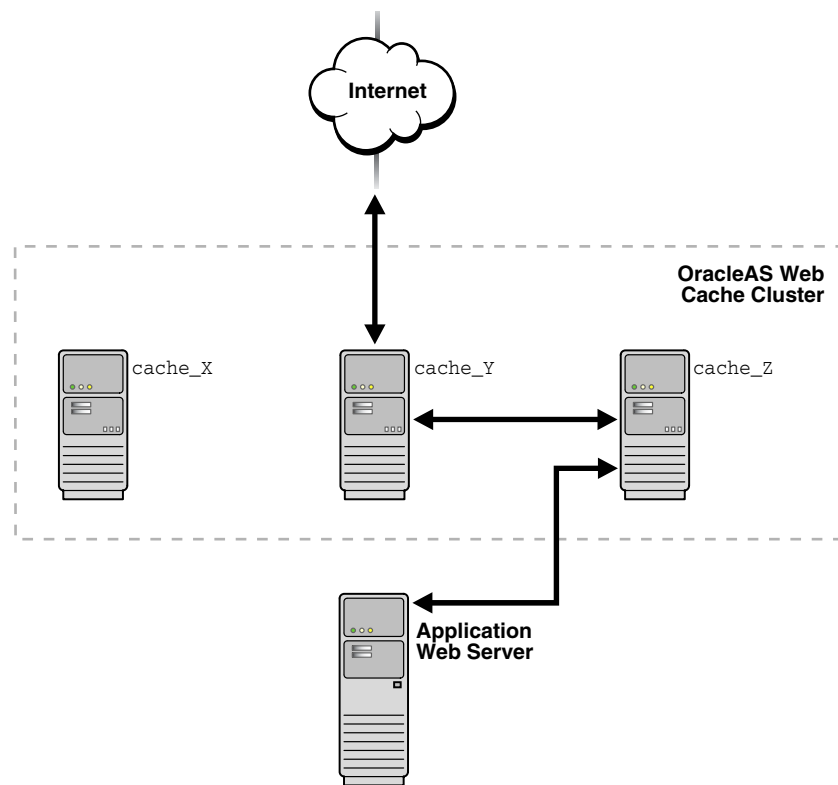 Internet
OracleAS Web
Cache Cluster
cache_X
cache_Y
cache_Z
Application
Web Server